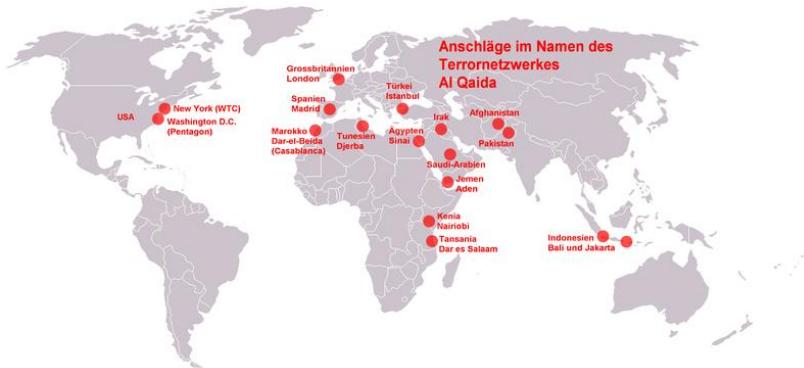 Anschläge im Namen des
Terrornetzwerkes
Al Qaida
Grossbritannien
London
Türkei
Istanbul
Spanien
Madrid
New York (WTC)
USA
Washington D.C.
(Pentagon)
Marokko
Dar-el-Beida
(Casablanca)
Tunesien
Djerba
Ägypten
Sinai
Irak
Afghanistan
Pakistan
Saudi-Arabien
Jemen
Aden
Kenia
Nairiobi
Tansania
Dar es Salaam
Indonesien
Bali und Jakarta